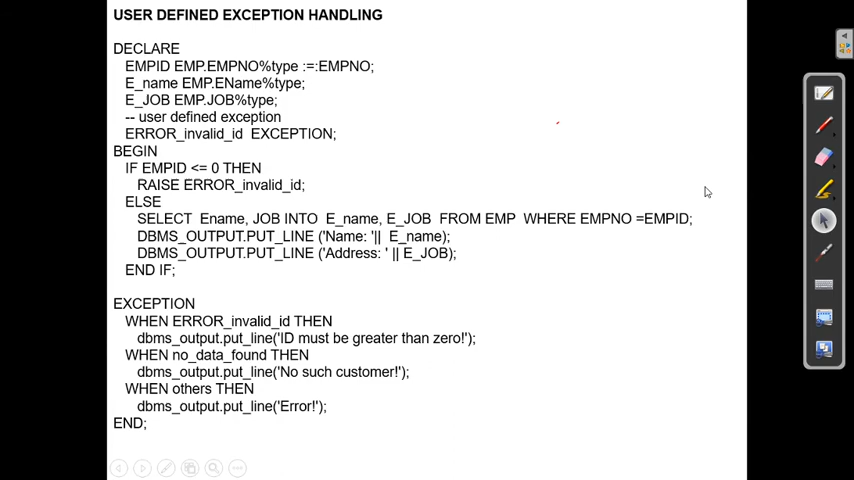 USER DEFINED EXCEPTION HANDLING
DECLARE
EMPID EMP.EMPNO%type :=:EMPNO;
E_name EMP.EName%type;
E_JOB EMP.JOB%type;
-- user defined exception
ERROR_invalid_id EXCEPTION;
BEGIN
IF EMPID <= 0 THEN
RAISE ERROR_invalid_id;
ELSE
SELECT Ename, JOB INTO E_name, E_JOB FROM EMP WHERE EMPNO =EMPID;
DBMS_OUTPUT.PUT_LINE ('Name: '|| E_name);
DBMS_OUTPUT.PUT_LINE ('Address: ' || E_JOB);
END IF;
EXCEPTION
WHEN ERROR_invalid_id THEN
dbms_output.put_line('ID must be greater than zero!');
WHEN no_data_found THEN
dbms_output.put_line('No such customer!');
WHEN others THEN
dbms_output.put_line('Error!');
END;